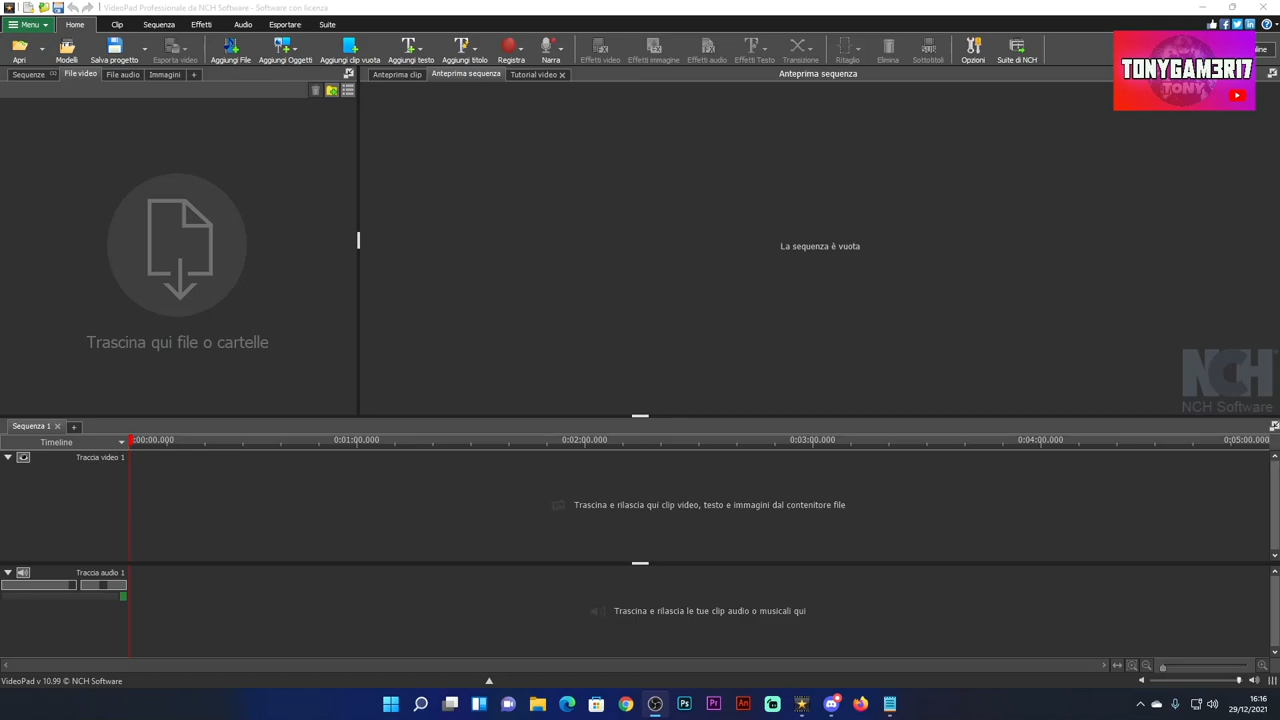 VideoPad Professionale da NCH Software - Software con licenza
Menu Home Clip Sequenza Effetti Audio Esportare Suite
Apri Modelli Salva progetto Esporta video Aggiungi File Aggiungi Oggetti Aggiungi clip vuota Aggiungi testo Aggiungi titolo Registra Narra Effetti video Effetti immagine Effetti audio Effetti Testo Transizione Ritaglio Elimina Sottotitoli Opzioni Suite di NCH
Sequenze File video File audio Immagini + Anteprima clip Anteprima sequenza Tutorial video Anteprima sequenza
TONYGAM3R17
TONY
Trascina qui file o cartelle
La sequenza è vuota
NCH
NCH Software
Sequenza 1 +
Timeline :00:00.000 0:01:00.000 0:02:00.000 0:03:00.000 0:04:00.000 0:05:00.000
Traccia video 1
Trascina e rilascia qui clip video, testo e immagini dal contenitore file
Traccia audio 1
Trascina e rilascia le tue clip audio o musicali qui
VideoPad v 10.99 © NCH Software
Ps Pr An
16:16
29/12/2021